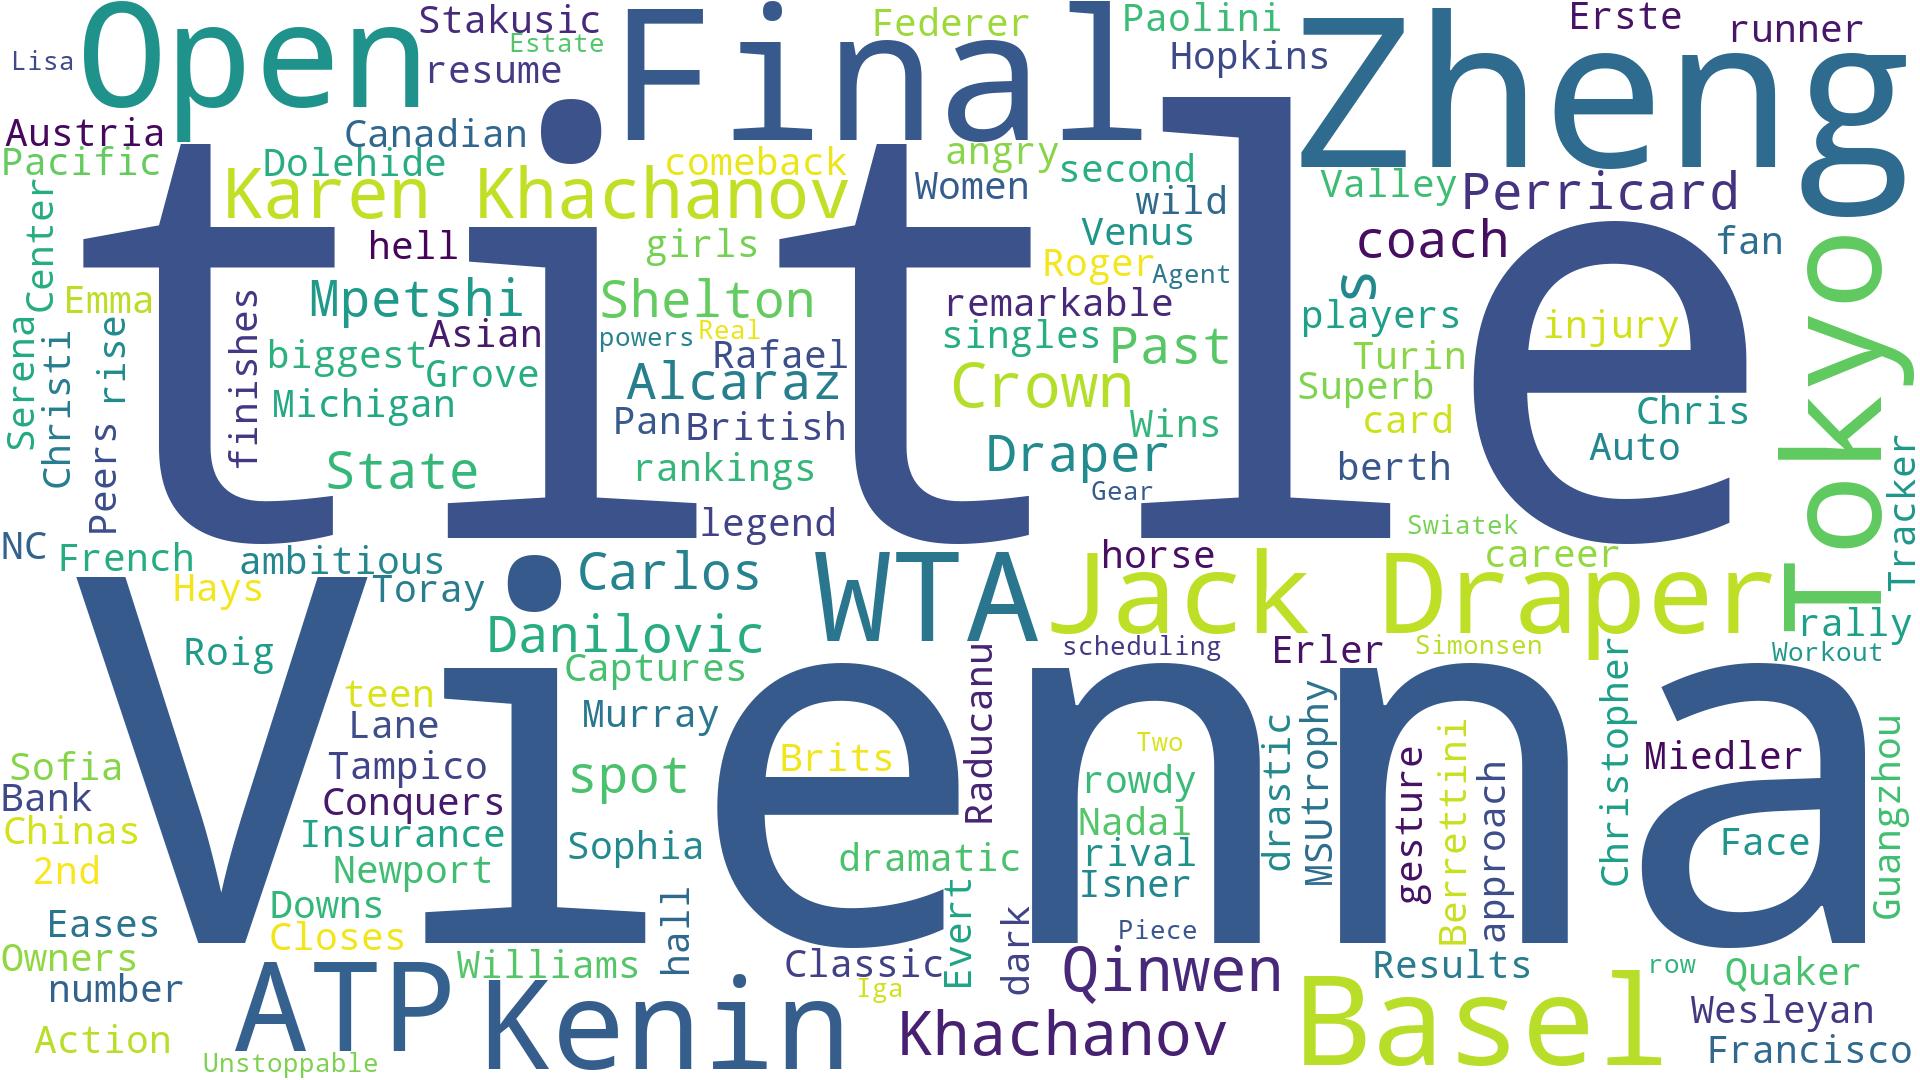 Lisa
Open
Stakusic
Estate
resume
Final
Federer
Paolini
Hopkins
Zheng
Erste
runner
Austria
Pacific
Canadian
Dolehide
comeback
angry
second
Women
wild
Valley
Perricard
title
Karen Khachanov
hell
girls
Venus
Roger
Agent
coach
fan
Serena
Center
Emma
Christi
Peers rise
finishes
Mpetshi
Asian
biggest
Grove
Michigan
State
Shelton
powers
Real
Rafael
Alcaraz
Pan
British
rankings
legend
remarkable
singles
Past
Crown
Wins
Draper
Gear
s
players
Turin
Superb
card
berth
injury
Chris
Auto
Tokyo
Tracker
NC
French
ambitious
Hays
Toray
Carlos
WTA
horse
Swiatek
career
Jack Draper
rally
Workout
Vienna
Roig
Danilovic
Captures
scheduling
Erler
Simonsen
teen
Lane
Murray
Raducanu
Sofia
Bank
Chinas
2nd
Tampico
Conquers
Insurance
Newport
spot
Sophia
Brits
dramatic
Two
rowdy
Nadal
rival
Isner
drastic
MSUtrophy
gesture
Berrettini
approach
Christopher
Miedler
Face
Guangzhou
Eases
Downs
Closes
Owners
number
Action
Unstoppable
ATP
Williams
hall
Kenin
Classic
Iga
Evert
dark
Piece
Qinwen
Khachanov
Results
Basel
row
Quaker
Wesleyan
Francisco